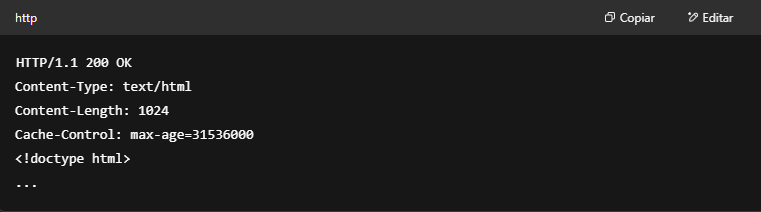 http
Copiar
Editar
HTTP/1.1 200 OK
Content-Type: text/html
Content-Length: 1024
Cache-Control: max-age=31536000
<!doctype html>
...